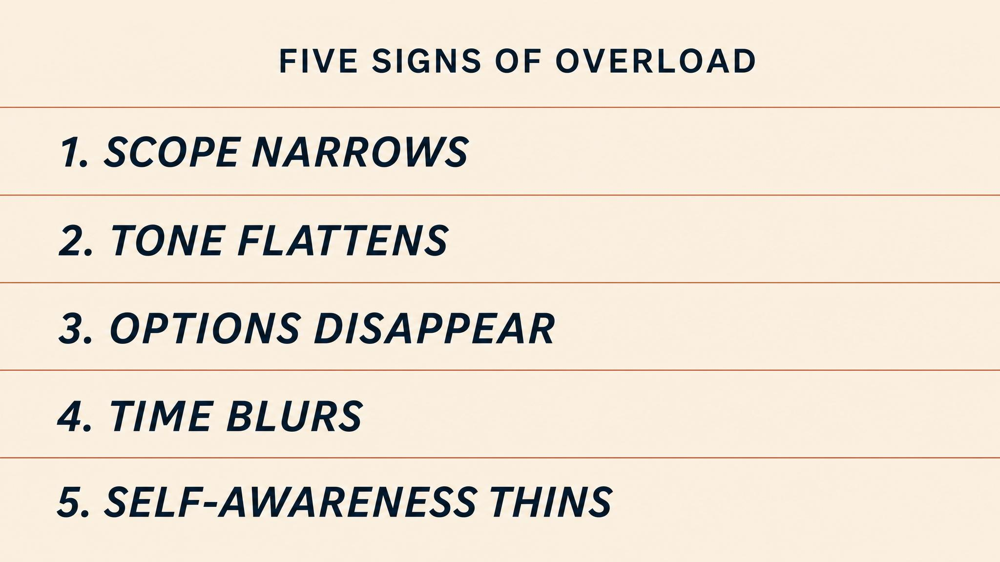 FIVE SIGNS OF OVERLOAD
1. SCOPE NARROWS
2. TONE FLATTENS
3. OPTIONS DISAPPEAR
4. TIME BLURS
5. SELF-AWARENESS THINS